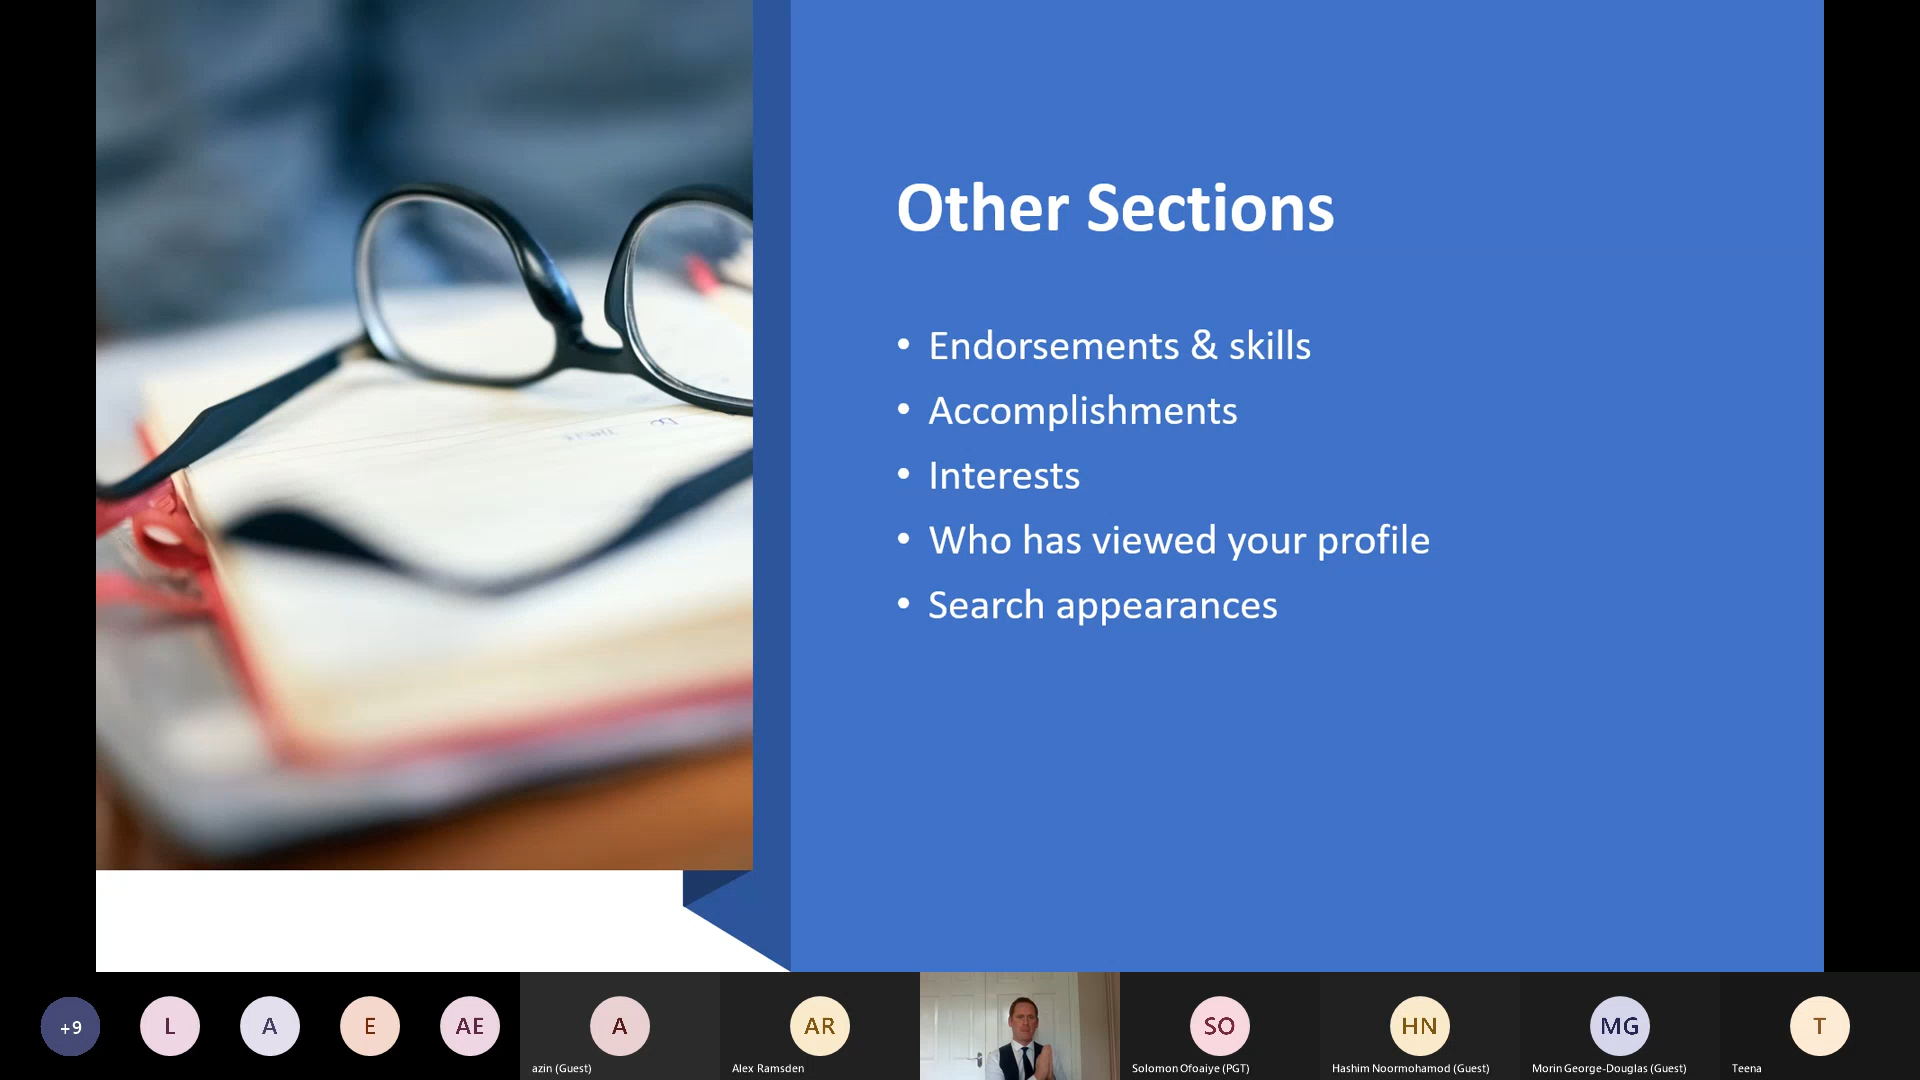 Other Sections
• Endorsements & skills
• Accomplishments
• Interests
• Who has viewed your profile
• Search appearances
+9
L
A
E
AE
A
AR
SO
HN
MG
T
azin (Guest)
Alex Ramsden
Solomon Ofoaiye (PGT)
Hashim Noormohamod (Guest)
Morin George-Douglas (Guest)
Teena